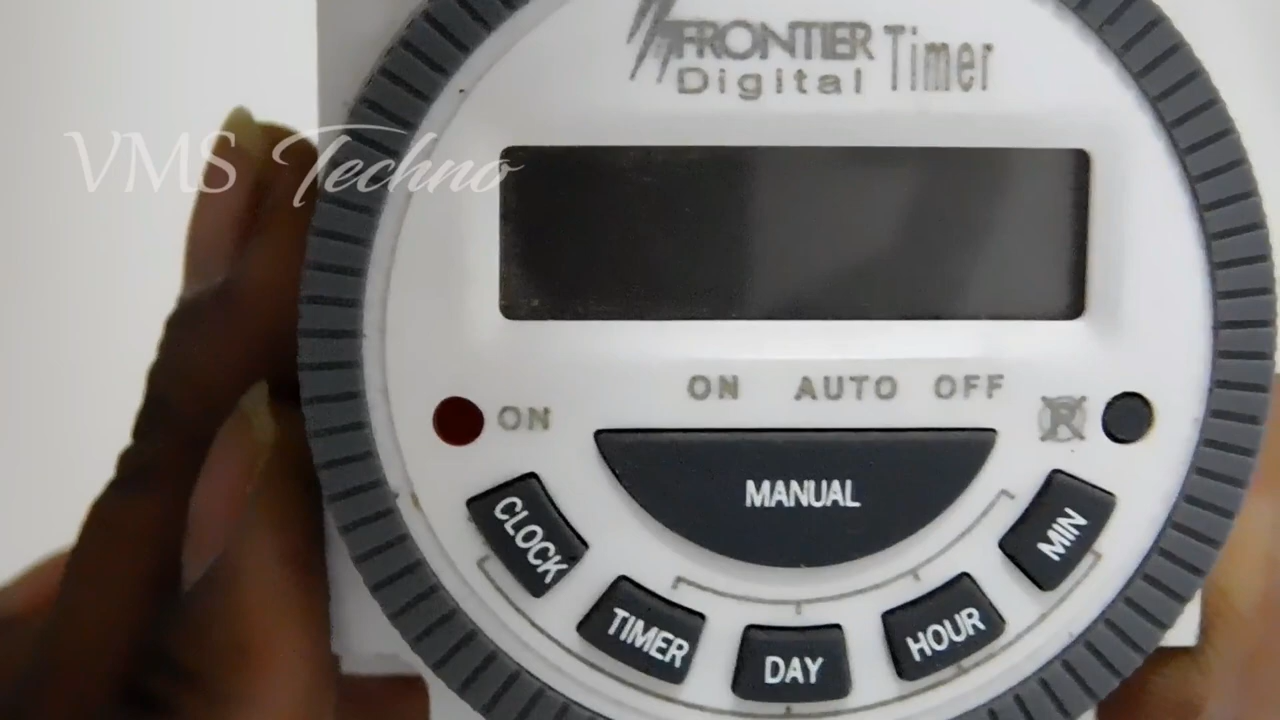 FRONTIER
Digital Timer
VMS Techno
ON AUTO OFF
ON
R
MANUAL
CLOCK
TIMER
DAY
HOUR
MIN